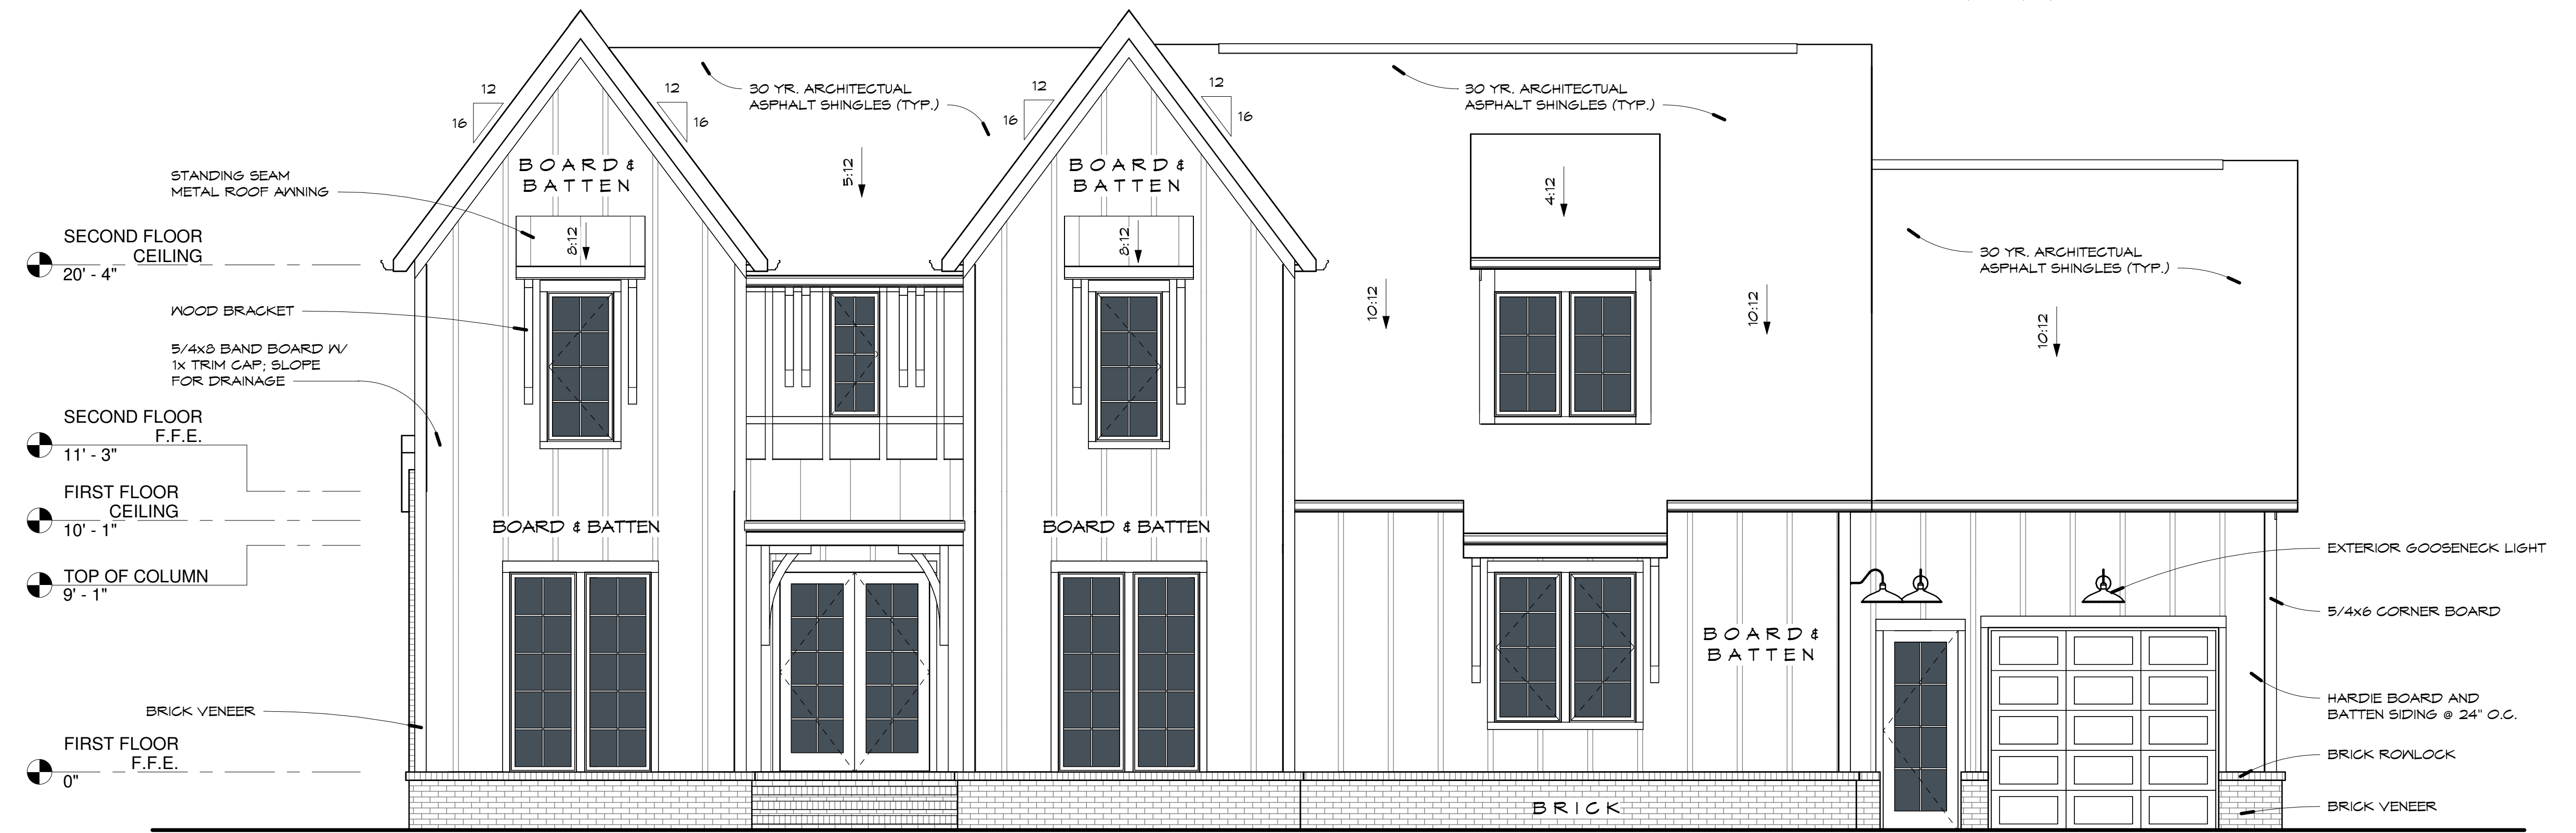 12
16
12
16
30 YR. ARCHITECTUAL
ASPHALT SHINGLES (TYP.)
12
16
12
16
30 YR. ARCHITECTUAL
ASPHALT SHINGLES (TYP.)
BOARD &
BATTEN
BOARD &
BATTEN
STANDING SEAM
METAL ROOF AWNING
5:12
4:12
8:12
8:12
SECOND FLOOR
CEILING
20' - 4"
30 YR. ARCHITECTUAL
ASPHALT SHINGLES (TYP.)
10:12
10:12
10:12
WOOD BRACKET
5/4x8 BAND BOARD W/
1x TRIM CAP; SLOPE
FOR DRAINAGE
SECOND FLOOR
F.F.E.
11' - 3"
FIRST FLOOR
CEILING
10' - 1"
BOARD & BATTEN
BOARD & BATTEN
EXTERIOR GOOSENECK LIGHT
TOP OF COLUMN
9' - 1"
5/4x6 CORNER BOARD
BOARD &
BATTEN
HARDIE BOARD AND
BATTEN SIDING @ 24" O.C.
BRICK VENEER
FIRST FLOOR
F.F.E.
0"
BRICK ROWLOCK
BRICK
BRICK VENEER